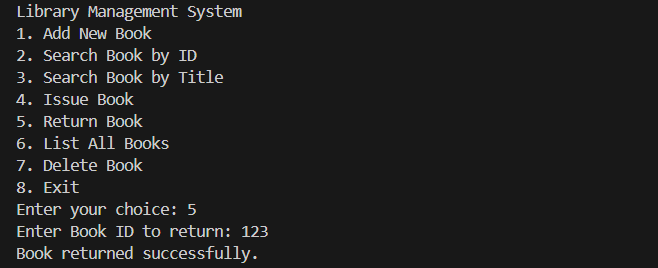 Library Management System
1. Add New Book
2. Search Book by ID
3. Search Book by Title
4. Issue Book
5. Return Book
6. List All Books
7. Delete Book
8. Exit
Enter your choice: 5
Enter Book ID to return: 123
Book returned successfully.